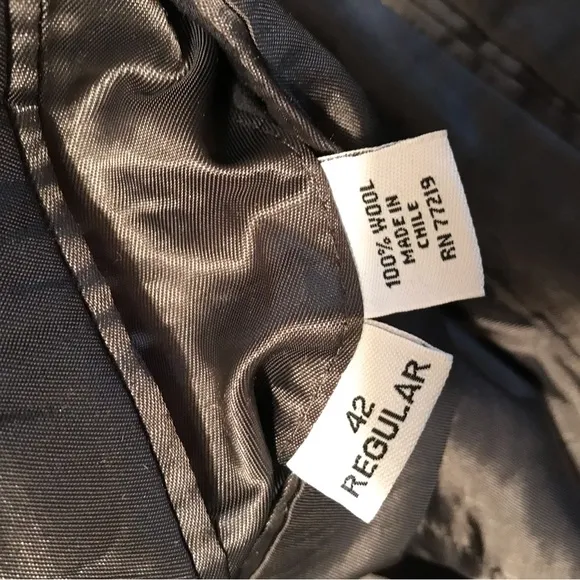 100% WOOL
MADE IN
CHILE
RN 77219
42
REGULAR